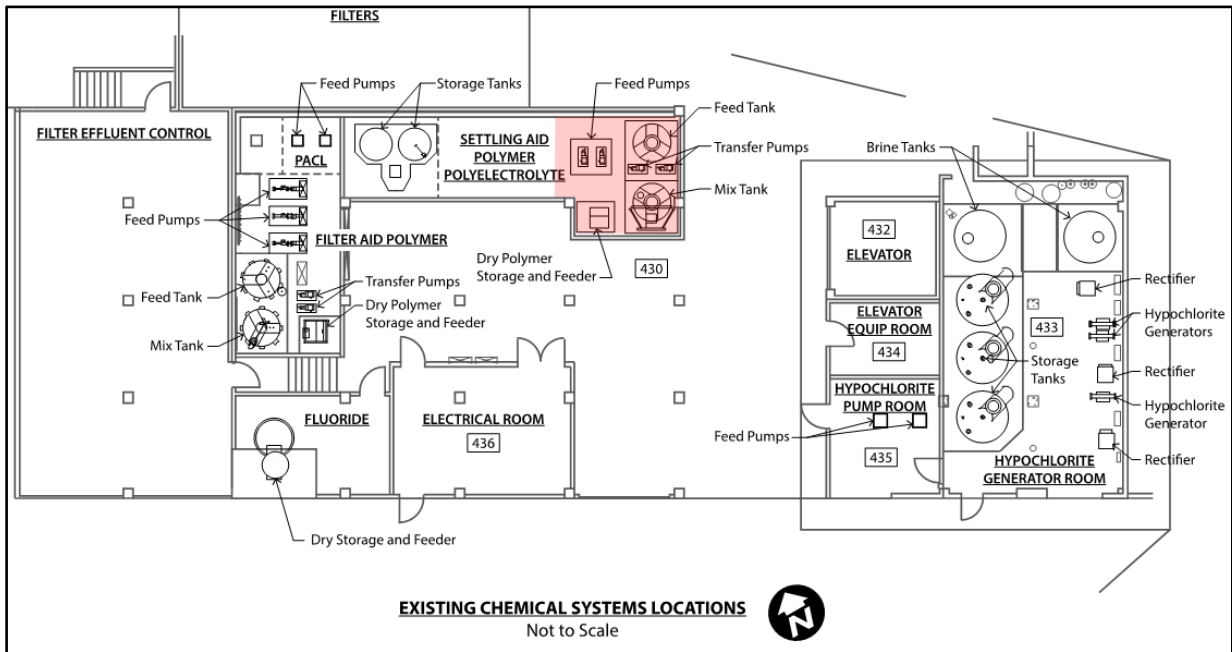 FILTERS
Feed Pumps
Storage Tanks
Feed Pumps
Feed Tank
FILTER EFFLUENT CONTROL
PACL
SETTLING AID
POLYMER
POLYELECTROLYTE
Transfer Pumps
Brine Tanks
Mix Tank
Feed Pumps
FILTER AID POLYMER
432
ELEVATOR
Dry Polymer
Storage and Feeder
430
Transfer Pumps
Feed Tank
Dry Polymer
Storage and Feeder
Rectifier
ELEVATOR
EQUIP ROOM
434
433
Hypochlorite
Generators
Mix Tank
Storage
Tanks
Rectifier
HYPOCHLORITE
PUMP ROOM
FLUORIDE
ELECTRICAL ROOM
436
Feed Pumps
435
Hypochlorite
Generator
HYPOCHLORITE
GENERATOR ROOM
Rectifier
Dry Storage and Feeder
EXISTING CHEMICAL SYSTEMS LOCATIONS
Not to Scale
N